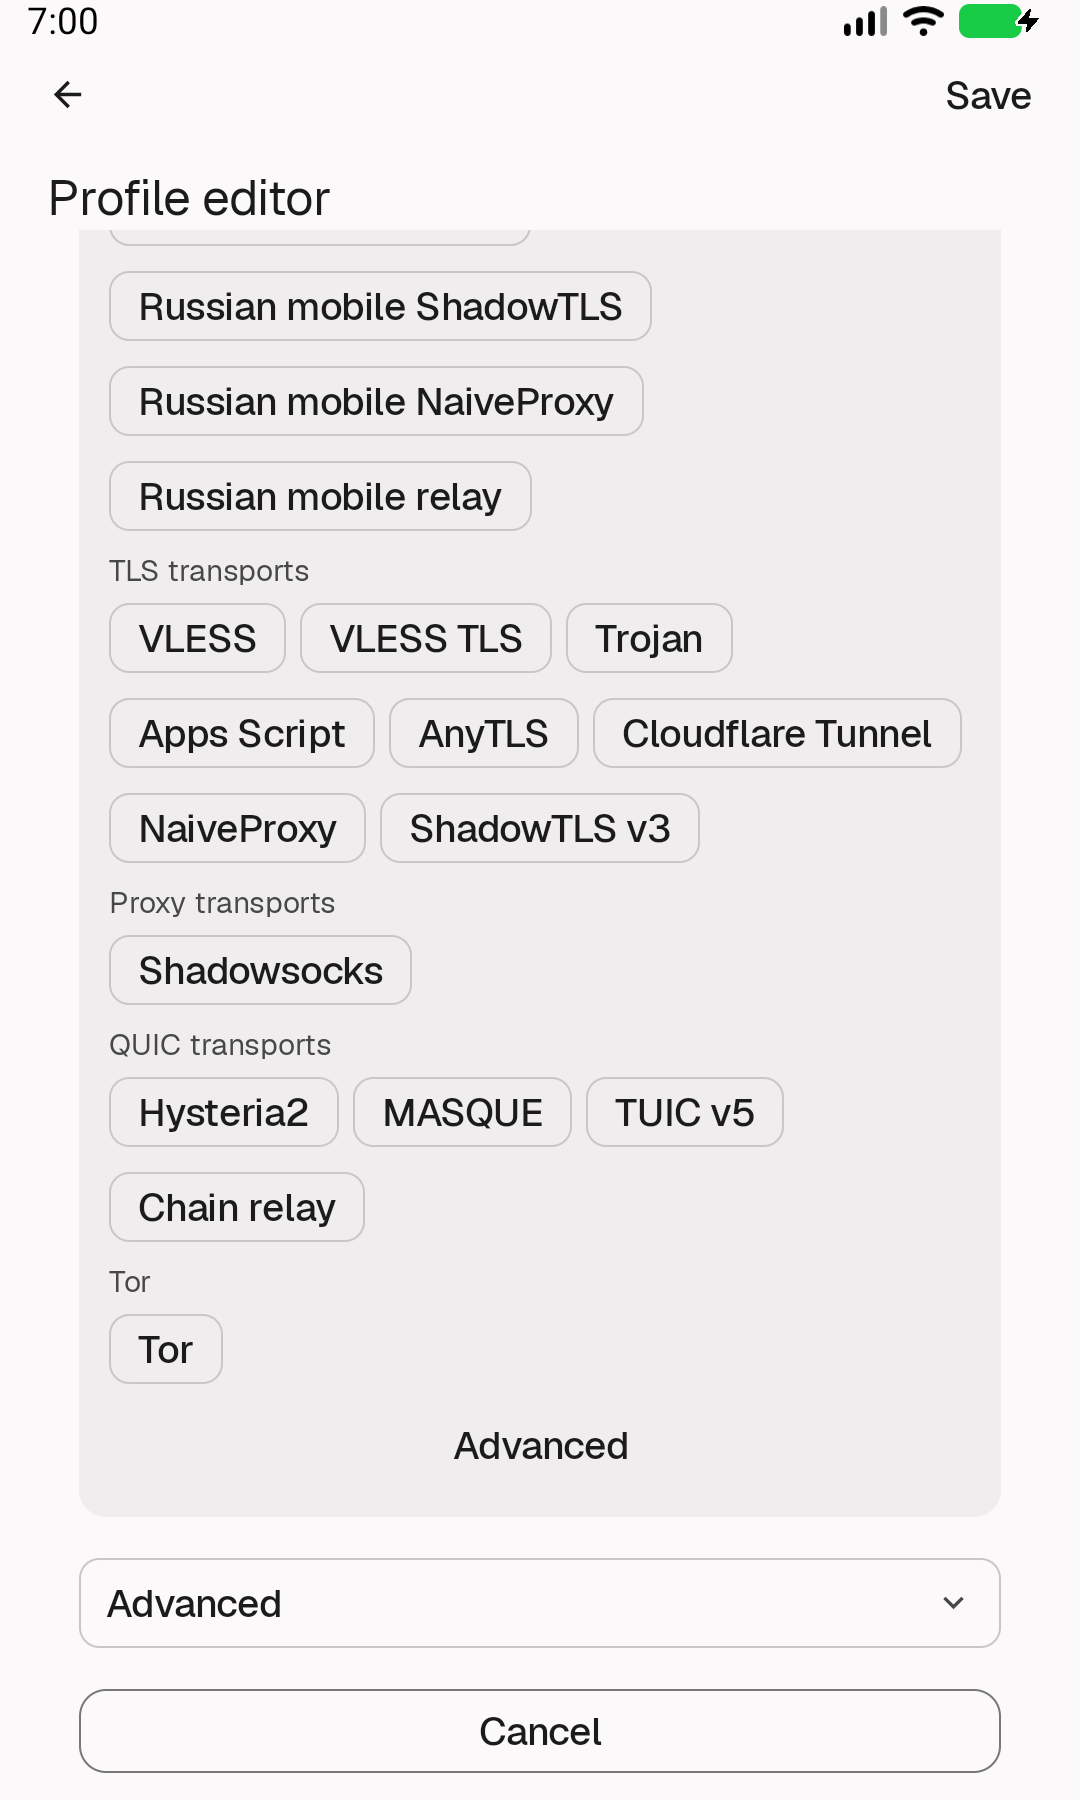 7:00
Save
Profile editor
Russian mobile ShadowTLS
Russian mobile NaiveProxy
Russian mobile relay
TLS transports
VLESS VLESS TLS Trojan
Apps Script AnyTLS Cloudflare Tunnel
NaiveProxy ShadowTLS v3
Proxy transports
Shadowsocks
QUIC transports
Hysteria2 MASQUE TUIC v5
Chain relay
Tor
Tor
Advanced
Advanced
Cancel